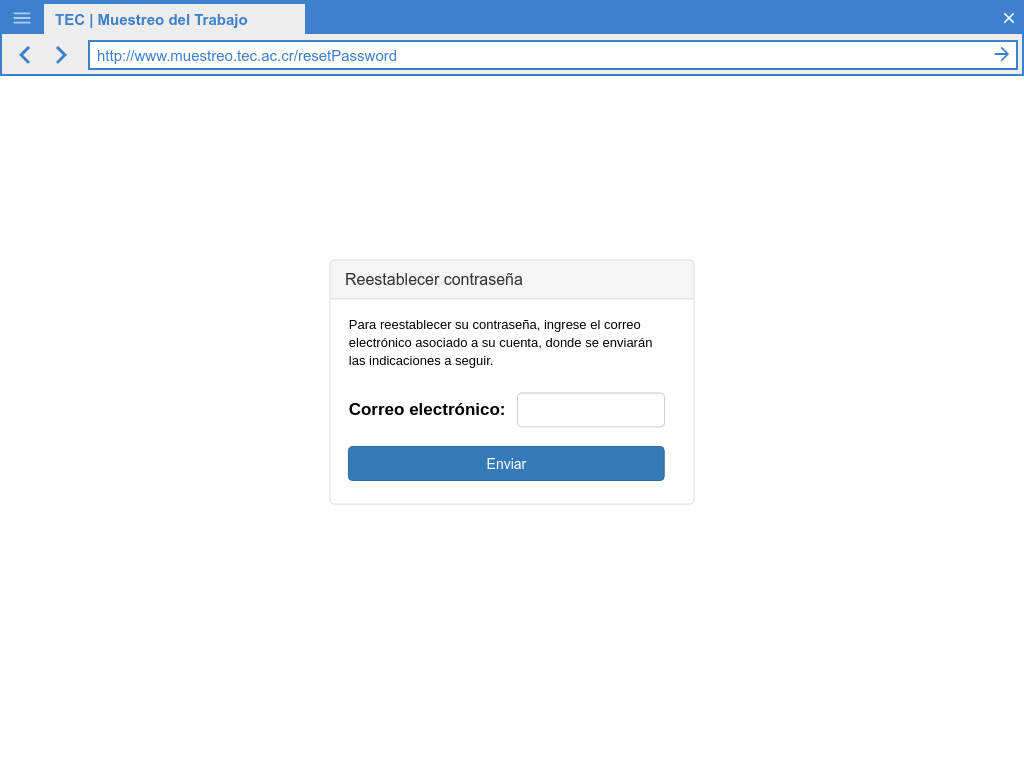 TEC | Muestreo del Trabajo
http://www.muestreo.tec.ac.cr/resetPassword
Reestablecer contraseña
Para reestablecer su contraseña, ingrese el correo
electrónico asociado a su cuenta, donde se enviarán
las indicaciones a seguir.
Correo electrónico:
Enviar